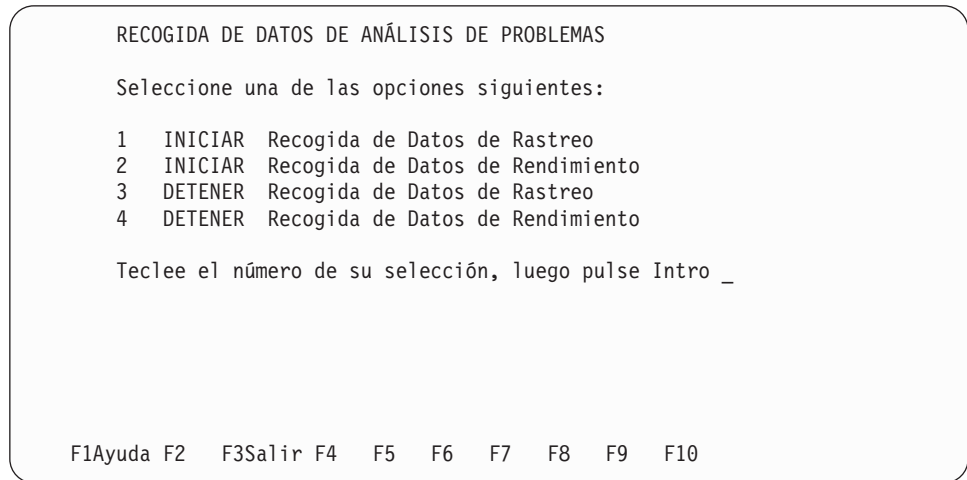 RECOGIDA DE DATOS DE ANÁLISIS DE PROBLEMAS
Seleccione una de las opciones siguientes:
1 INICIAR Recogida de Datos de Rastreo
2 INICIAR Recogida de Datos de Rendimiento
3 DETENER Recogida de Datos de Rastreo
4 DETENER Recogida de Datos de Rendimiento
Teclee el número de su selección, luego pulse Intro _
F1Ayuda F2 F3Salir F4 F5 F6 F7 F8 F9 F10